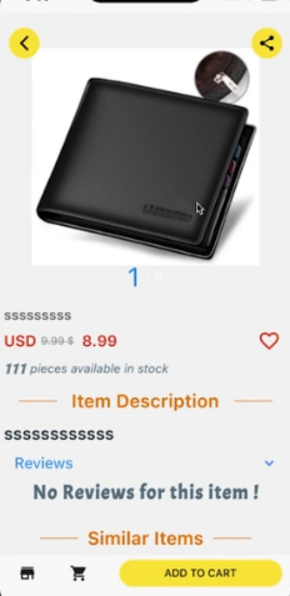 1
sssssssss
USD 9.99 $ 8.99
111 pieces available in stock
Item Description
ssssssssssss
Reviews
No Reviews for this item !
Similar Items
ADD TO CART